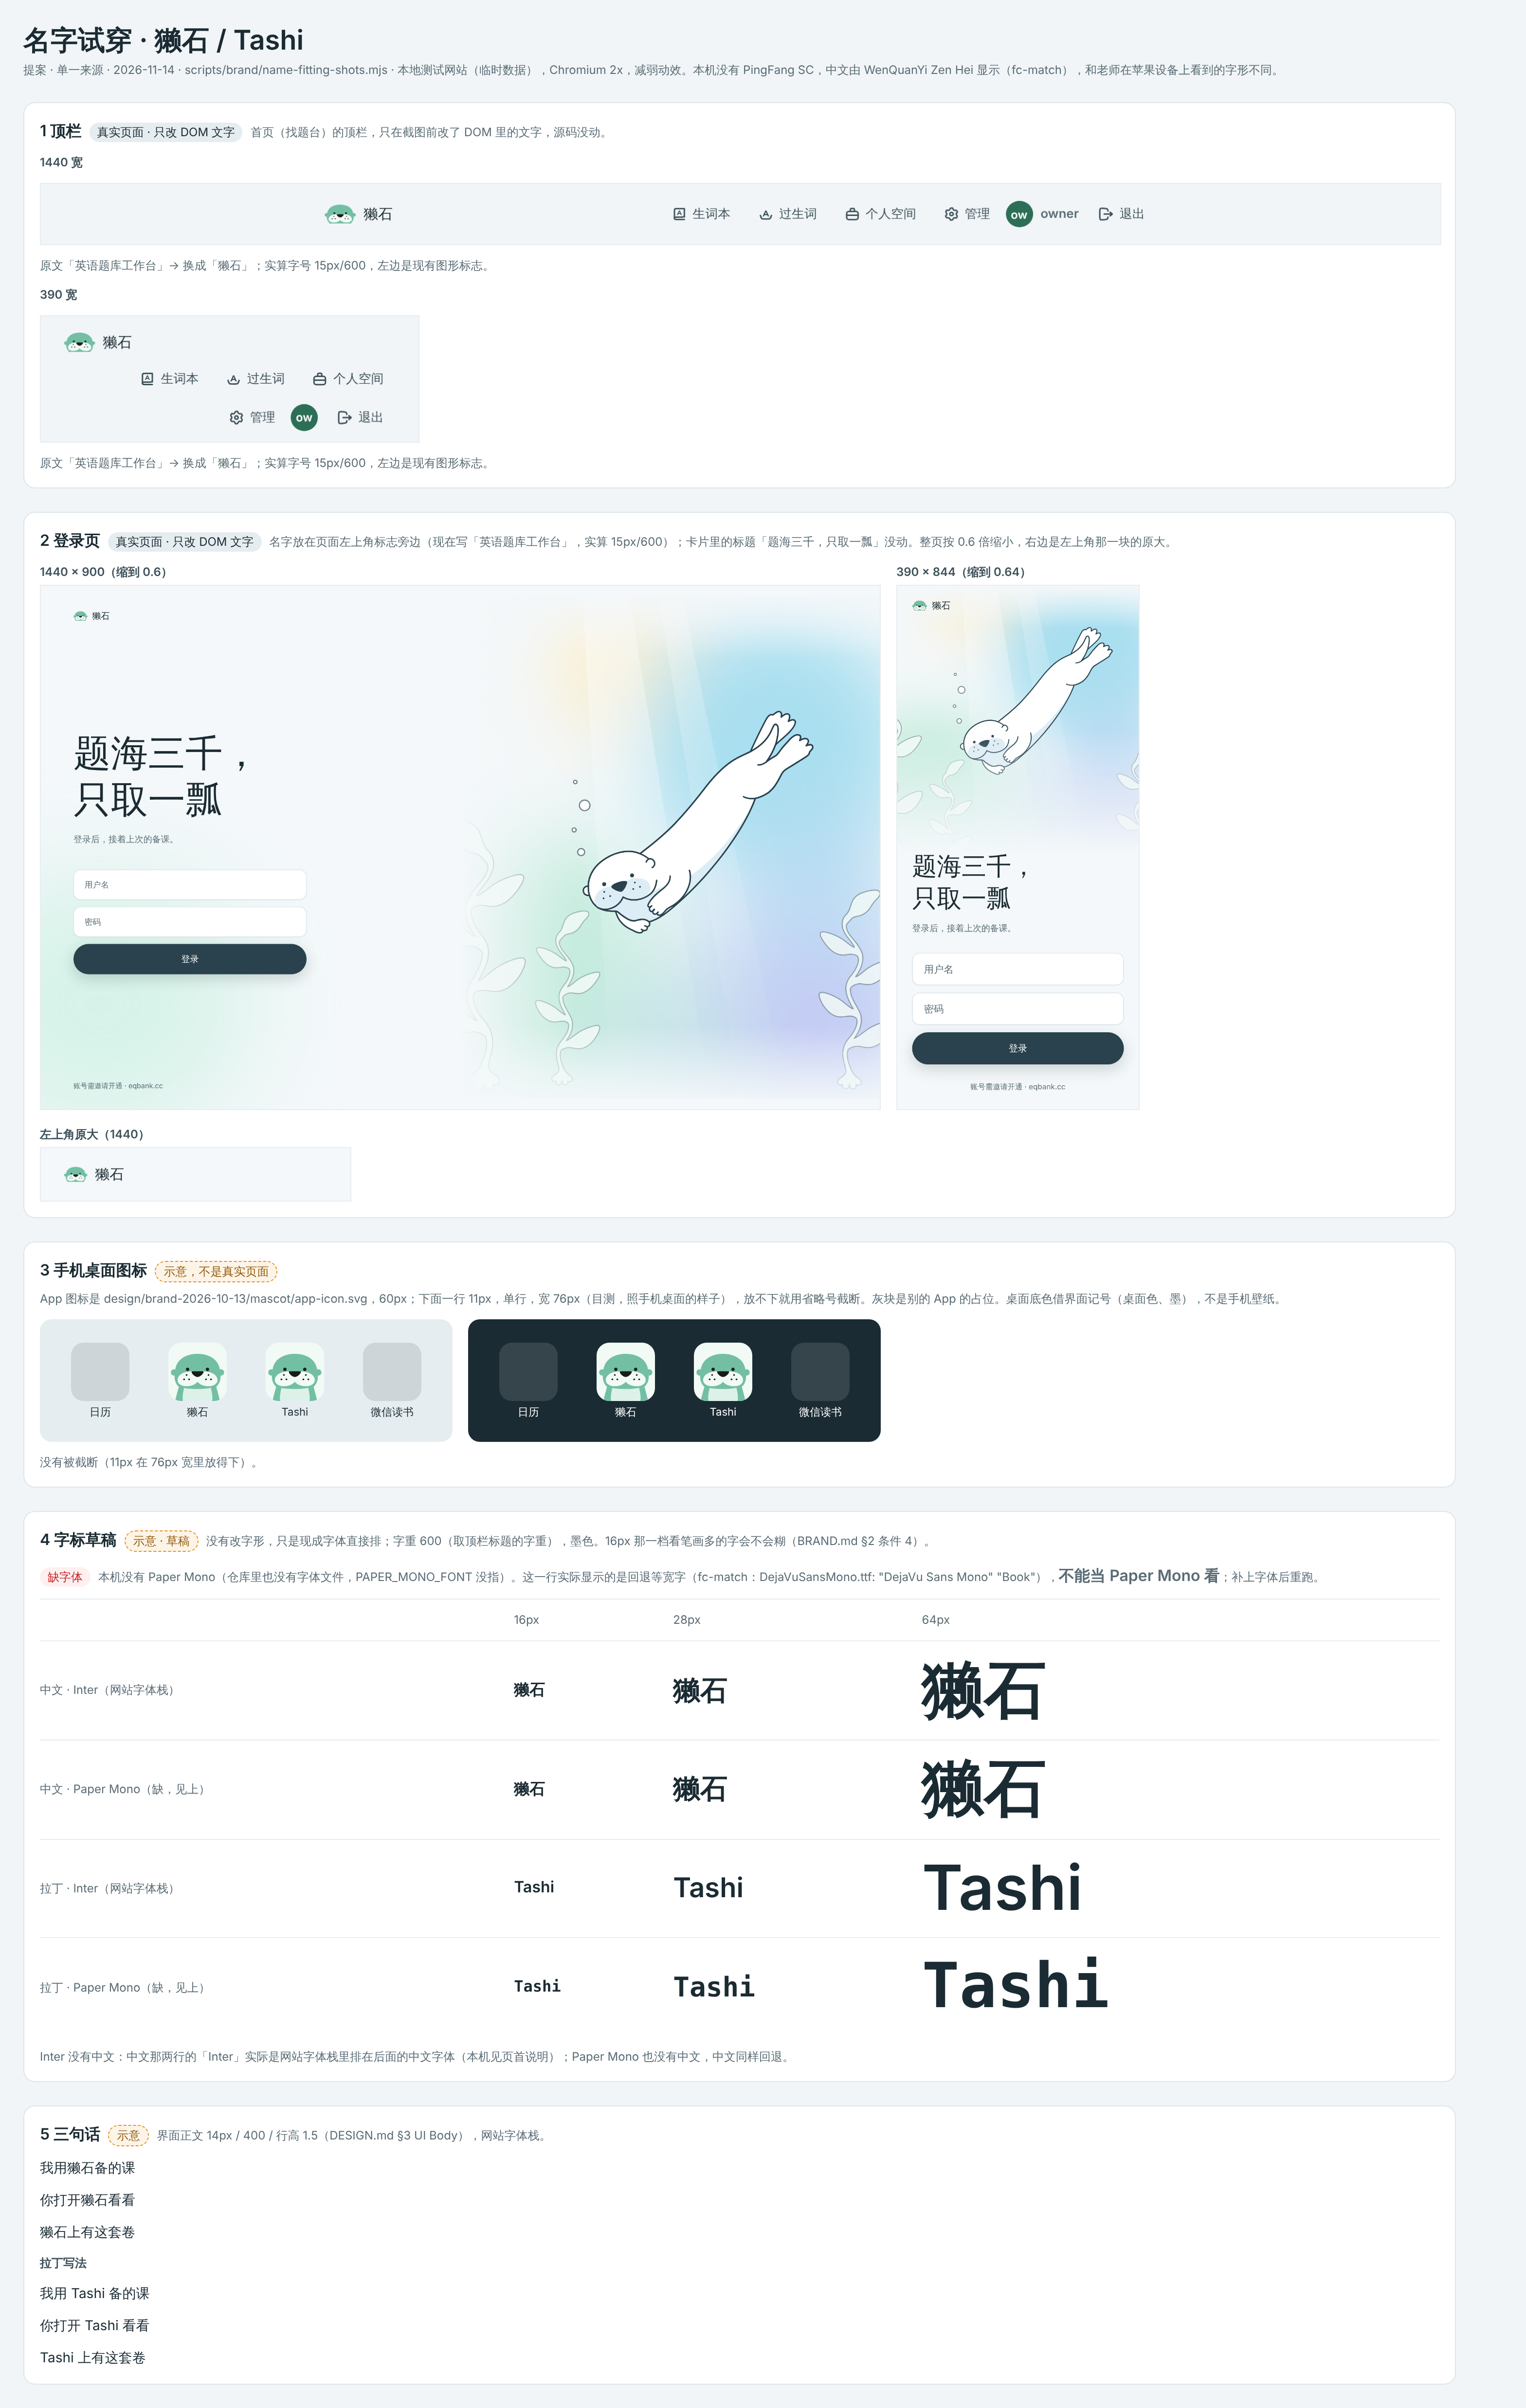 名字试穿 · 獭石 / Tashi
提案 · 单一来源 · 2026-11-14 · scripts/brand/name-fitting-shots.mjs · 本地测试网站（临时数据），Chromium 2x，减弱动效。本机没有 PingFang SC，中文由 WenQuanYi Zen Hei 显示（fc-match），和老师在苹果设备上看到的字形不同。
1 顶栏 真实页面 · 只改 DOM 文字 首页（找题台）的顶栏，只在截图前改了 DOM 里的文字，源码没动。
1440 宽
獭石 生词本 过生词 个人空间 管理 ow owner 退出
原文「英语题库工作台」→ 换成「獭石」；实算字号 15px/600，左边是现有图形标志。
390 宽
獭石
生词本 过生词 个人空间
管理 ow 退出
原文「英语题库工作台」→ 换成「獭石」；实算字号 15px/600，左边是现有图形标志。
2 登录页 真实页面 · 只改 DOM 文字 名字放在页面左上角标志旁边（现在写「英语题库工作台」，实算 15px/600）；卡片里的标题「题海三千，只取一瓢」没动。整页按 0.6 倍缩小，右边是左上角那一块的原大。
1440 × 900（缩到 0.6）
獭石
题海三千，
只取一瓢
登录后，接着上次的备课。
用户名
密码
登录
账号需邀请开通 · eqbank.cc
390 × 844（缩到 0.64）
獭石
题海三千，
只取一瓢
登录后，接着上次的备课。
用户名
密码
登录
账号需邀请开通 · eqbank.cc
左上角原大（1440）
獭石
3 手机桌面图标 示意，不是真实页面
App 图标是 design/brand-2026-10-13/mascot/app-icon.svg，60px；下面一行 11px，单行，宽 76px（目测，照手机桌面的样子），放不下就用省略号截断。灰块是别的 App 的占位。桌面底色借界面记号（桌面色、墨），不是手机壁纸。
日历 獭石 Tashi 微信读书
日历 獭石 Tashi 微信读书
没有被截断（11px 在 76px 宽里放得下）。
4 字标草稿 示意 · 草稿 没有改字形，只是现成字体直接排；字重 600（取顶栏标题的字重），墨色。16px 那一档看笔画多的字会不会糊（BRAND.md §2 条件 4）。
缺字体 本机没有 Paper Mono（仓库里也没有字体文件，PAPER_MONO_FONT 没指）。这一行实际显示的是回退等宽字（fc-match：DejaVuSansMono.ttf: "DejaVu Sans Mono" "Book"），不能当 Paper Mono 看；补上字体后重跑。
16px 28px 64px
中文 · Inter（网站字体栈） 獭石 獭石 獭石
中文 · Paper Mono（缺，见上） 獭石 獭石 獭石
拉丁 · Inter（网站字体栈） Tashi Tashi Tashi
拉丁 · Paper Mono（缺，见上） Tashi Tashi Tashi
Inter 没有中文：中文那两行的「Inter」实际是网站字体栈里排在后面的中文字体（本机见页首说明）；Paper Mono 也没有中文，中文同样回退。
5 三句话 示意 界面正文 14px / 400 / 行高 1.5（DESIGN.md §3 UI Body），网站字体栈。
我用獭石备的课
你打开獭石看看
獭石上有这套卷
拉丁写法
我用 Tashi 备的课
你打开 Tashi 看看
Tashi 上有这套卷